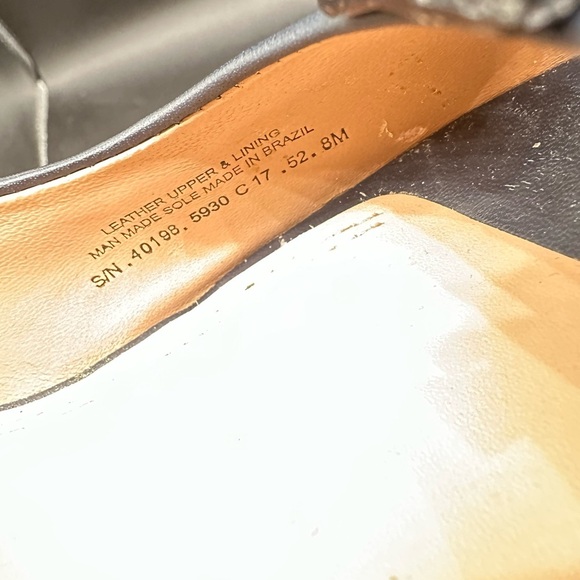 LEATHER UPPER & LINING
MAN MADE SOLE MADE IN BRAZIL
S/N.40198. 5930 C 17 .52. 8M